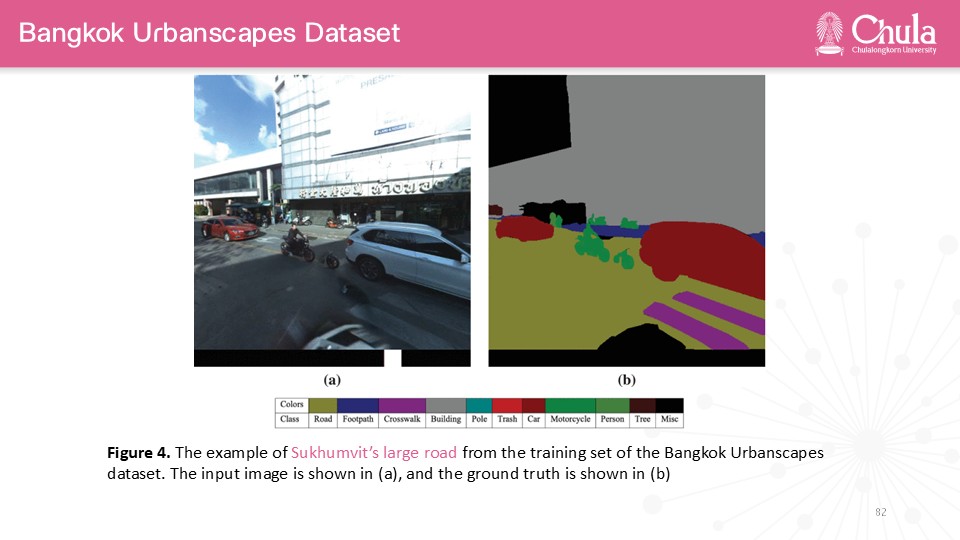 Bangkok Urbanscapes Dataset
Chula
Chulalongkorn University
(a)
(b)
Colors
Class Road Footpath Crosswalk Building Pole Trash Car Motorcycle Person Tree Misc
Figure 4. The example of Sukhumvit’s large road from the training set of the Bangkok Urbanscapes
dataset. The input image is shown in (a), and the ground truth is shown in (b)
82